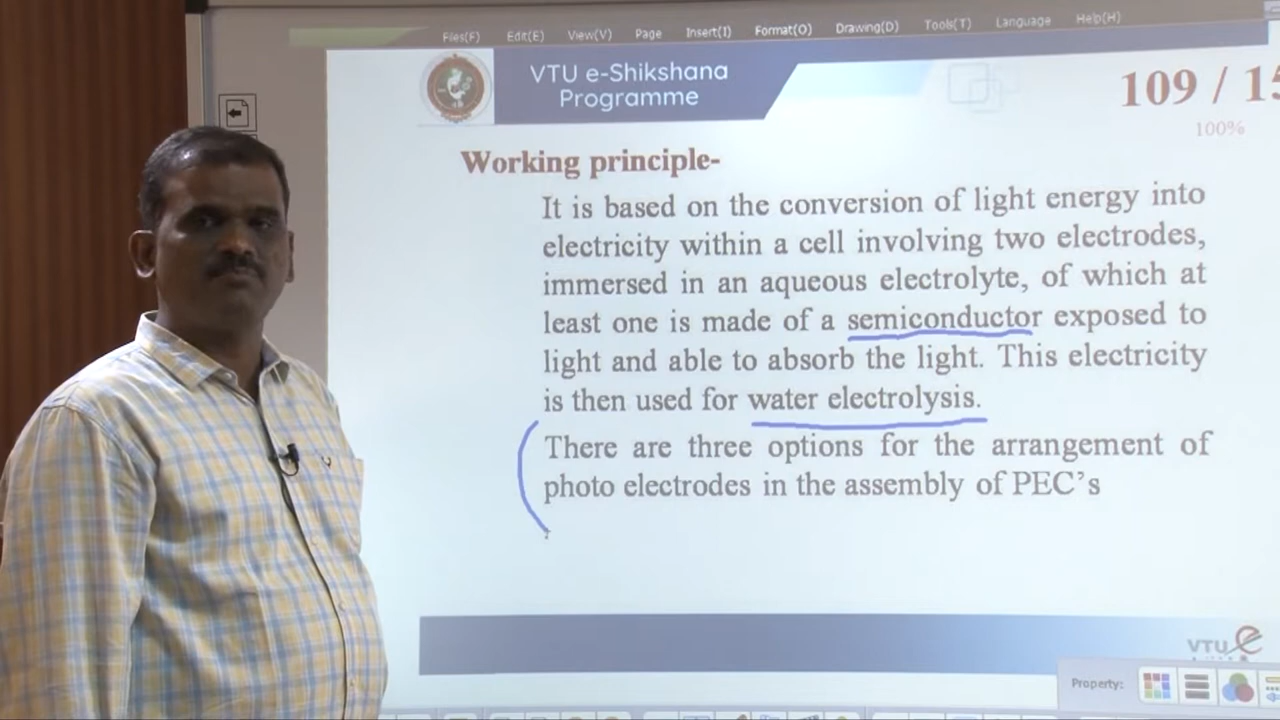 Files(F) Edit(E) View(V) Page Insert(I) Format(O) Drawing(D) Tools(T) Language Help(H)
VTU e-Shikshana
Programme
109 / 15
100%
Working principle-
It is based on the conversion of light energy into
electricity within a cell involving two electrodes,
immersed in an aqueous electrolyte, of which at
least one is made of a semiconductor exposed to
light and able to absorb the light. This electricity
is then used for water electrolysis.
There are three options for the arrangement of
photo electrodes in the assembly of PEC's
VTU e
Property: